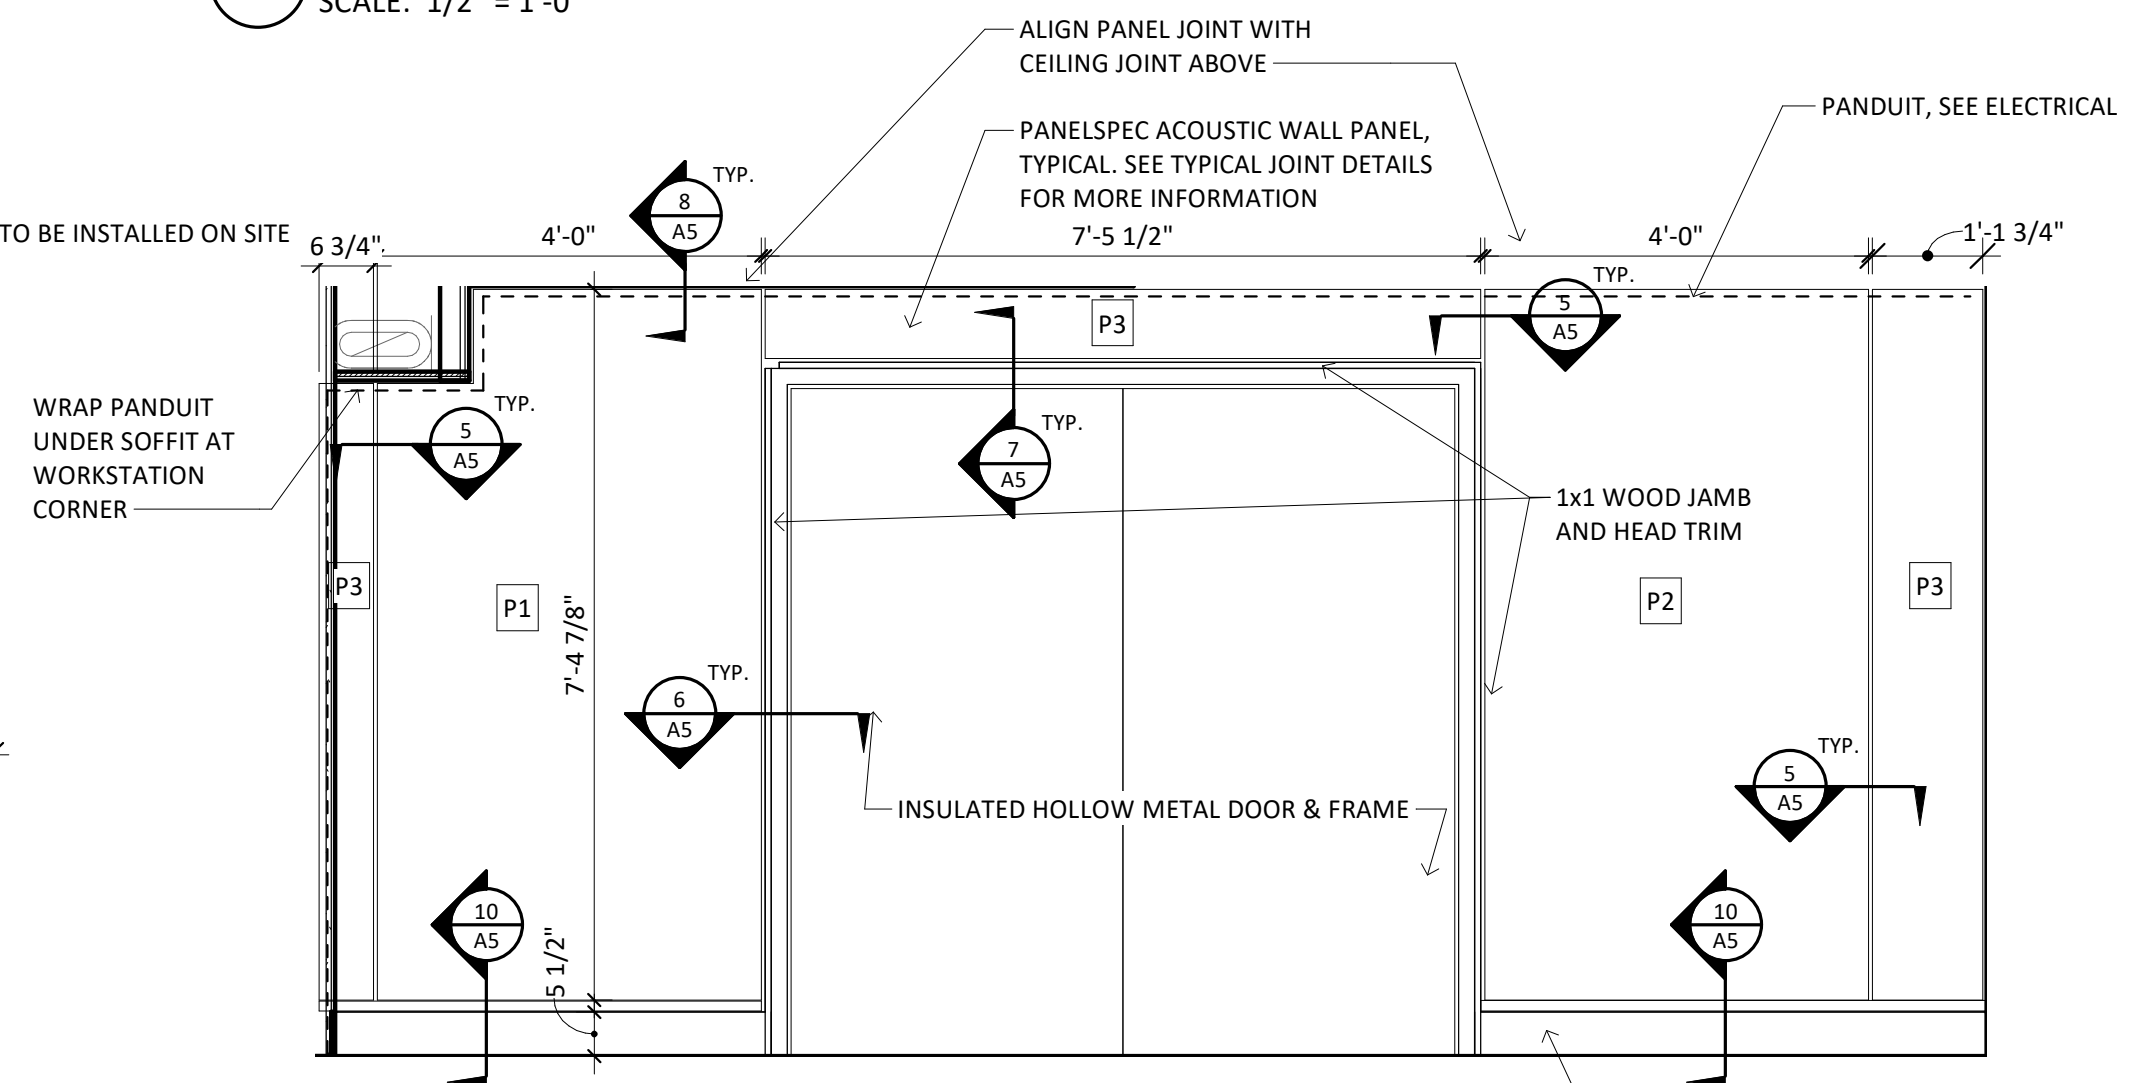 SCALE: 1/2" = 1'-0"
ALIGN PANEL JOINT WITH
CEILING JOINT ABOVE
PANDUIT, SEE ELECTRICAL
PANELSPEC ACOUSTIC WALL PANEL,
TYPICAL. SEE TYPICAL JOINT DETAILS
FOR MORE INFORMATION
TYP.
8
A5
TO BE INSTALLED ON SITE
6 3/4"
4'-0"
7'-5 1/2"
4'-0"
1'-1 3/4"
TYP.
5
A5
P3
WRAP PANDUIT
UNDER SOFFIT AT
WORKSTATION
CORNER
TYP.
5
A5
TYP.
7
A5
1x1 WOOD JAMB
AND HEAD TRIM
P3
P1
7'-4 7/8"
P2
P3
TYP.
6
A5
TYP.
5
A5
INSULATED HOLLOW METAL DOOR & FRAME
10
A5
5 1/2"
10
A5